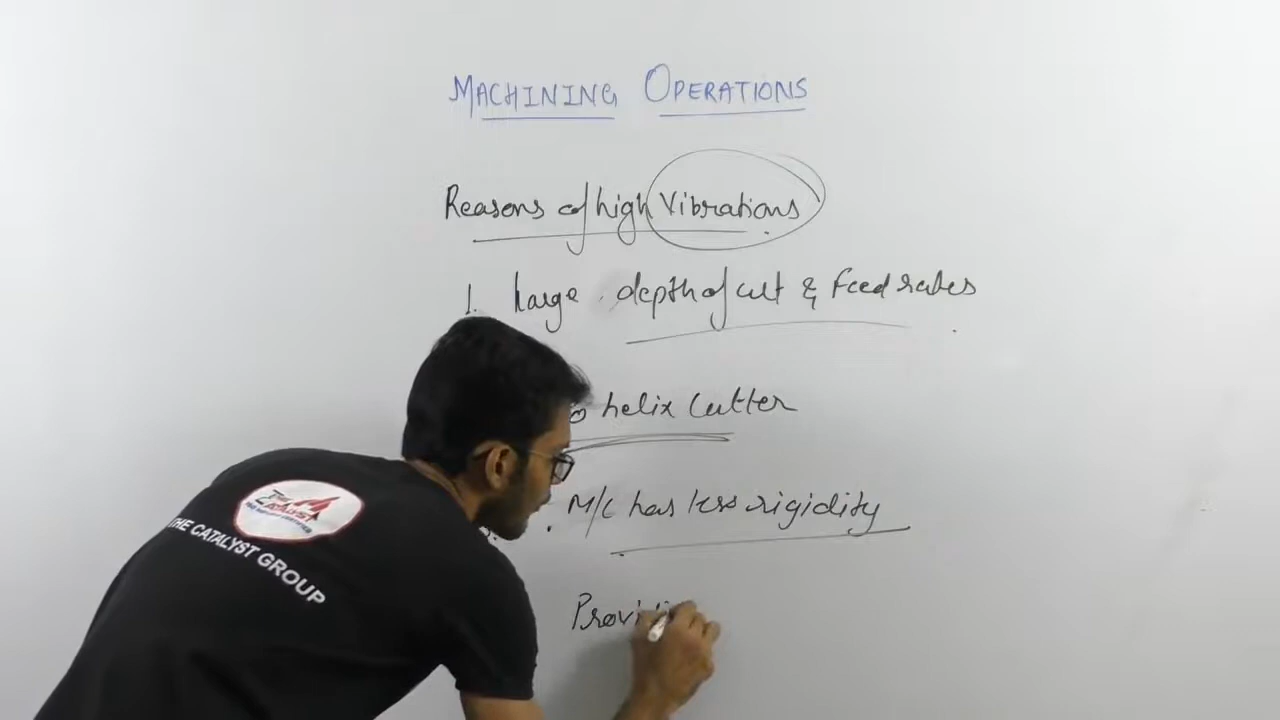 MACHINING OPERATIONS
Reasons of high Vibrations
1. large depth of cut & Feed rates
helix Cutter
M/C has less rigidity
THE CATALYST GROUP